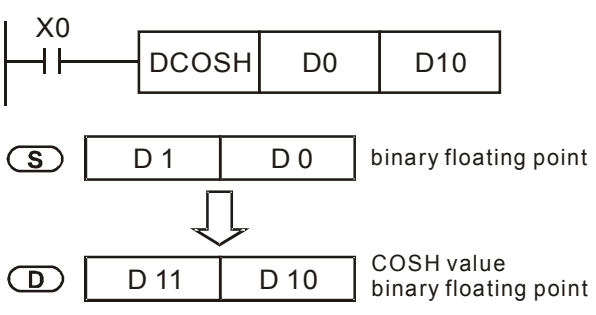 X0
DCOSH D0 D10
S D 1 D 0 binary floating point
D D 11 D 10 COSH value
binary floating point